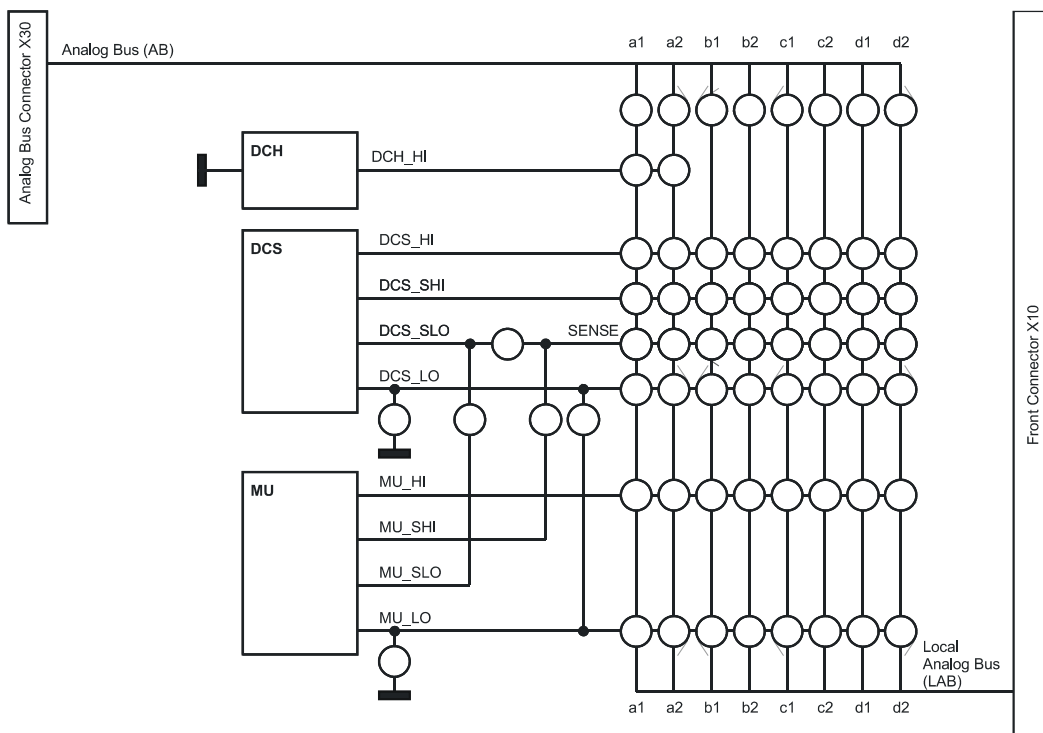 Analog Bus Connector X30
Analog Bus (AB)
a1 a2 b1 b2 c1 c2 d1 d2
DCH
DCH_HI
DCS
DCS_HI
DCS_SHI
DCS_SLO
SENSE
DCS_LO
MU
MU_HI
MU_SHI
MU_SLO
MU_LO
Local
Analog Bus
(LAB)
a1 a2 b1 b2 c1 c2 d1 d2
Front Connector X10